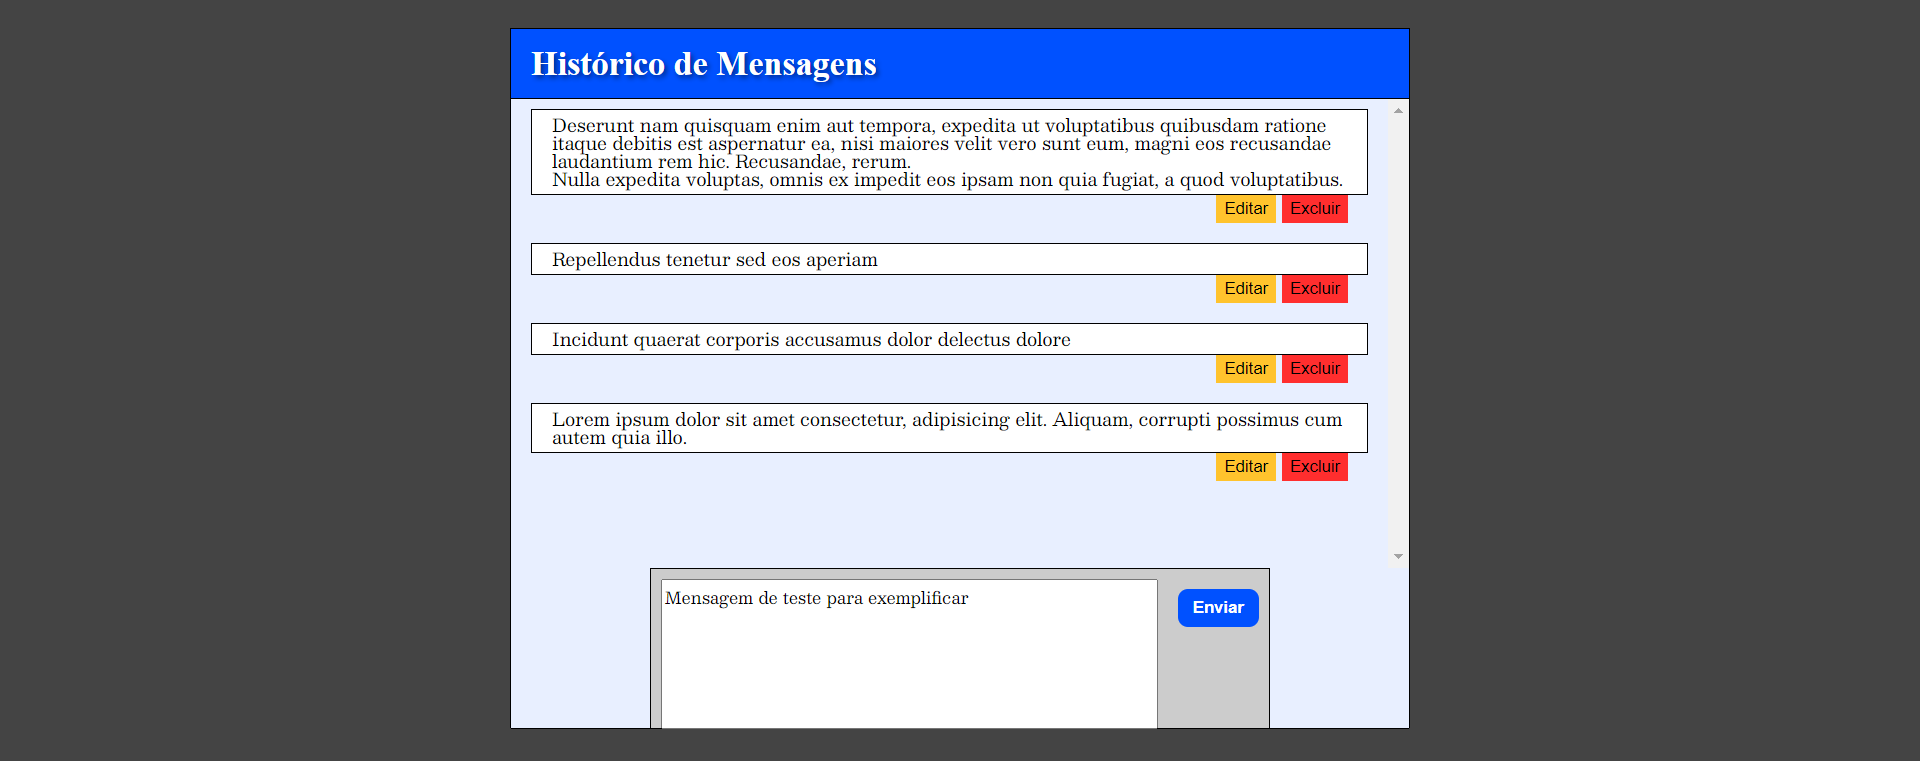 Histórico de Mensagens
Deserunt nam quisquam enim aut tempora, expedita ut voluptatibus quibusdam ratione
itaque debitis est aspernatur ea, nisi maiores velit vero sunt eum, magni eos recusandae
laudantium rem hic. Recusandae, rerum.
Nulla expedita voluptas, omnis ex impedit eos ipsam non quia fugiat, a quod voluptatibus.
Editar Excluir
Repellendus tenetur sed eos aperiam
Editar Excluir
Incidunt quaerat corporis accusamus dolor delectus dolore
Editar Excluir
Lorem ipsum dolor sit amet consectetur, adipisicing elit. Aliquam, corrupti possimus cum
autem quia illo.
Editar Excluir
Mensagem de teste para exemplificar
Enviar